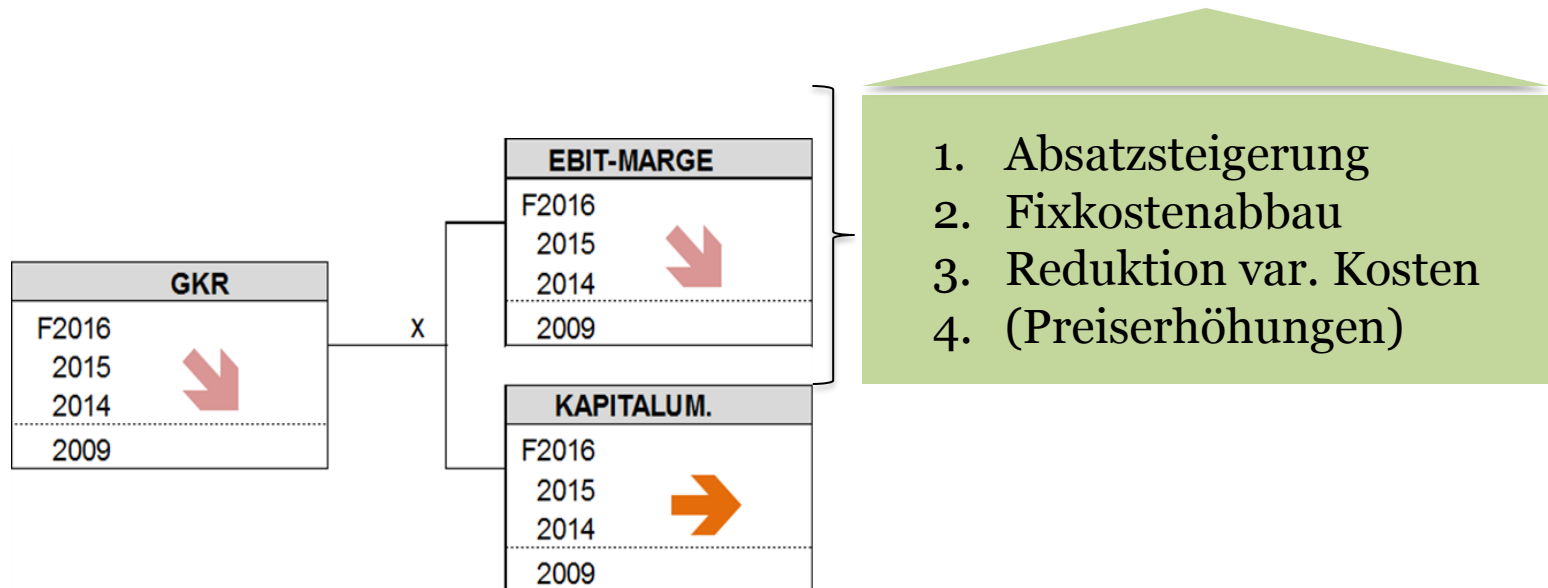 GKR
F2016
2015
2014
2009
x
EBIT-MARGE
F2016
2015
2014
2009
KAPITALUM.
F2016
2015
2014
2009
1. Absatzsteigerung
2. Fixkostenabbau
3. Reduktion var. Kosten
4. (Preiserhöhungen)